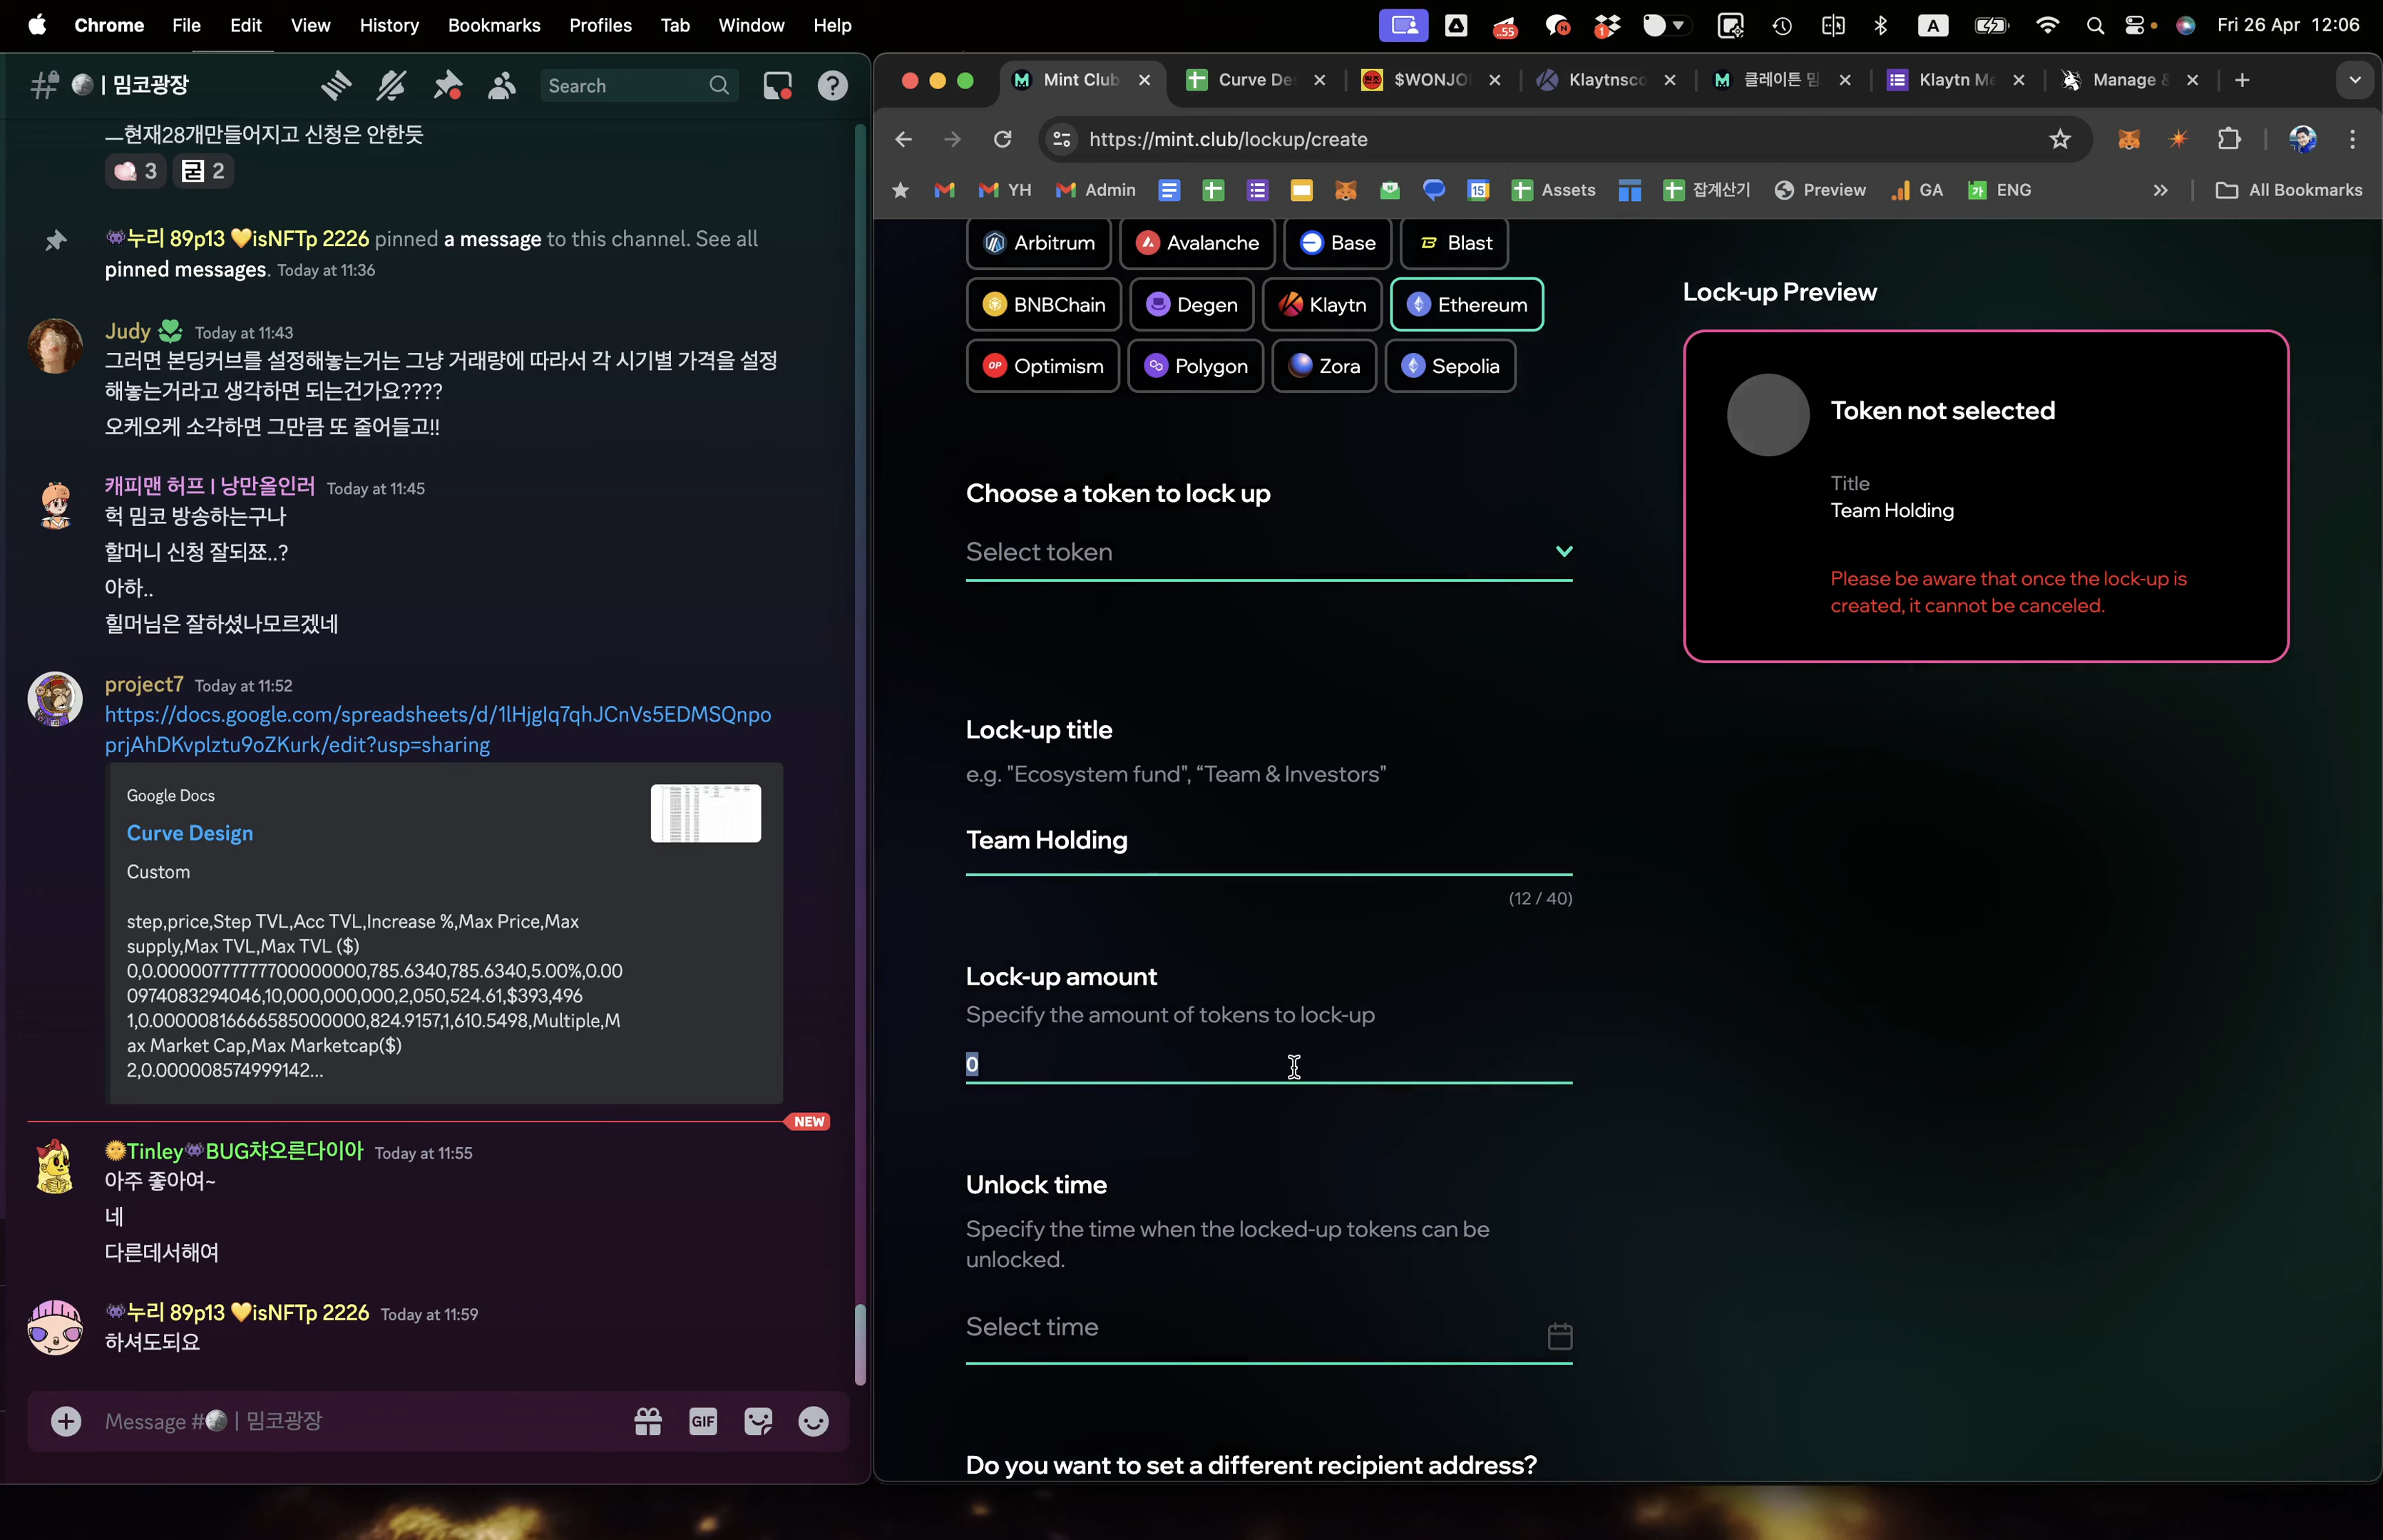 Chrome File Edit View History Bookmarks Profiles Tab Window Help
..55
N
1
A
Fri 26 Apr 12:06
| 밈코광장
Search
ㅡ현재28개만들어지고 신청은 안한듯
3 굳 2
누리 89p13 💛isNFTp 2226 pinned a message to this channel. See all
pinned messages. Today at 11:36
Judy Today at 11:43
그러면 본딩커브를 설정해놓는거는 그냥 거래량에 따라서 각 시기별 가격을 설정
해놓는거라고 생각하면 되는건가요????
오케오케 소각하면 그만큼 또 줄어들고!!
캐피맨 허프 | 낭만올인러 Today at 11:45
헉 밈코 방송하는구나
할머니 신청 잘되쬬..?
아하..
힐머님은 잘하셨나모르겠네
project7 Today at 11:52
https://docs.google.com/spreadsheets/d/1lHjgIq7qhJCnVs5EDMSQnpo
prjAhDKvplztu9oZKurk/edit?usp=sharing
Google Docs
Curve Design
Custom
step,price,Step TVL,Acc TVL,Increase %,Max Price,Max
supply,Max TVL,Max TVL ($)
0,0.00000777777700000000,785.6340,785.6340,5.00%,0.00
0974083294046,10,000,000,000,2,050,524.61,$393,496
1,0.00000816666585000000,824.9157,1,610.5498,Multiple,M
ax Market Cap,Max Marketcap($)
2,0.000008574999142...
NEW
Tinley👾BUG챠오른다이아 Today at 11:55
아주 좋아여~
네
다른데서해여
누리 89p13 💛isNFTp 2226 Today at 11:59
하셔도되요
Message # | 밈코광장
GIF
Mint Club
Curve De
$WONJO
Klaytnsco
클레이튼 밈
Klaytn Me
Manage &
https://mint.club/lockup/create
YH Admin 15 Assets 잡계산기 Preview GA ENG
All Bookmarks
Arbitrum Avalanche Base Blast
BNBChain Degen Klaytn Ethereum
OP Optimism Polygon Zora Sepolia
Choose a token to lock up
Select token
Lock-up title
e.g. "Ecosystem fund", “Team & Investors"
Team Holding
(12 / 40)
Lock-up amount
Specify the amount of tokens to lock-up
0
Unlock time
Specify the time when the locked-up tokens can be
unlocked.
Select time
Do you want to set a different recipient address?
Lock-up Preview
Token not selected
Title
Team Holding
Please be aware that once the lock-up is
created, it cannot be canceled.